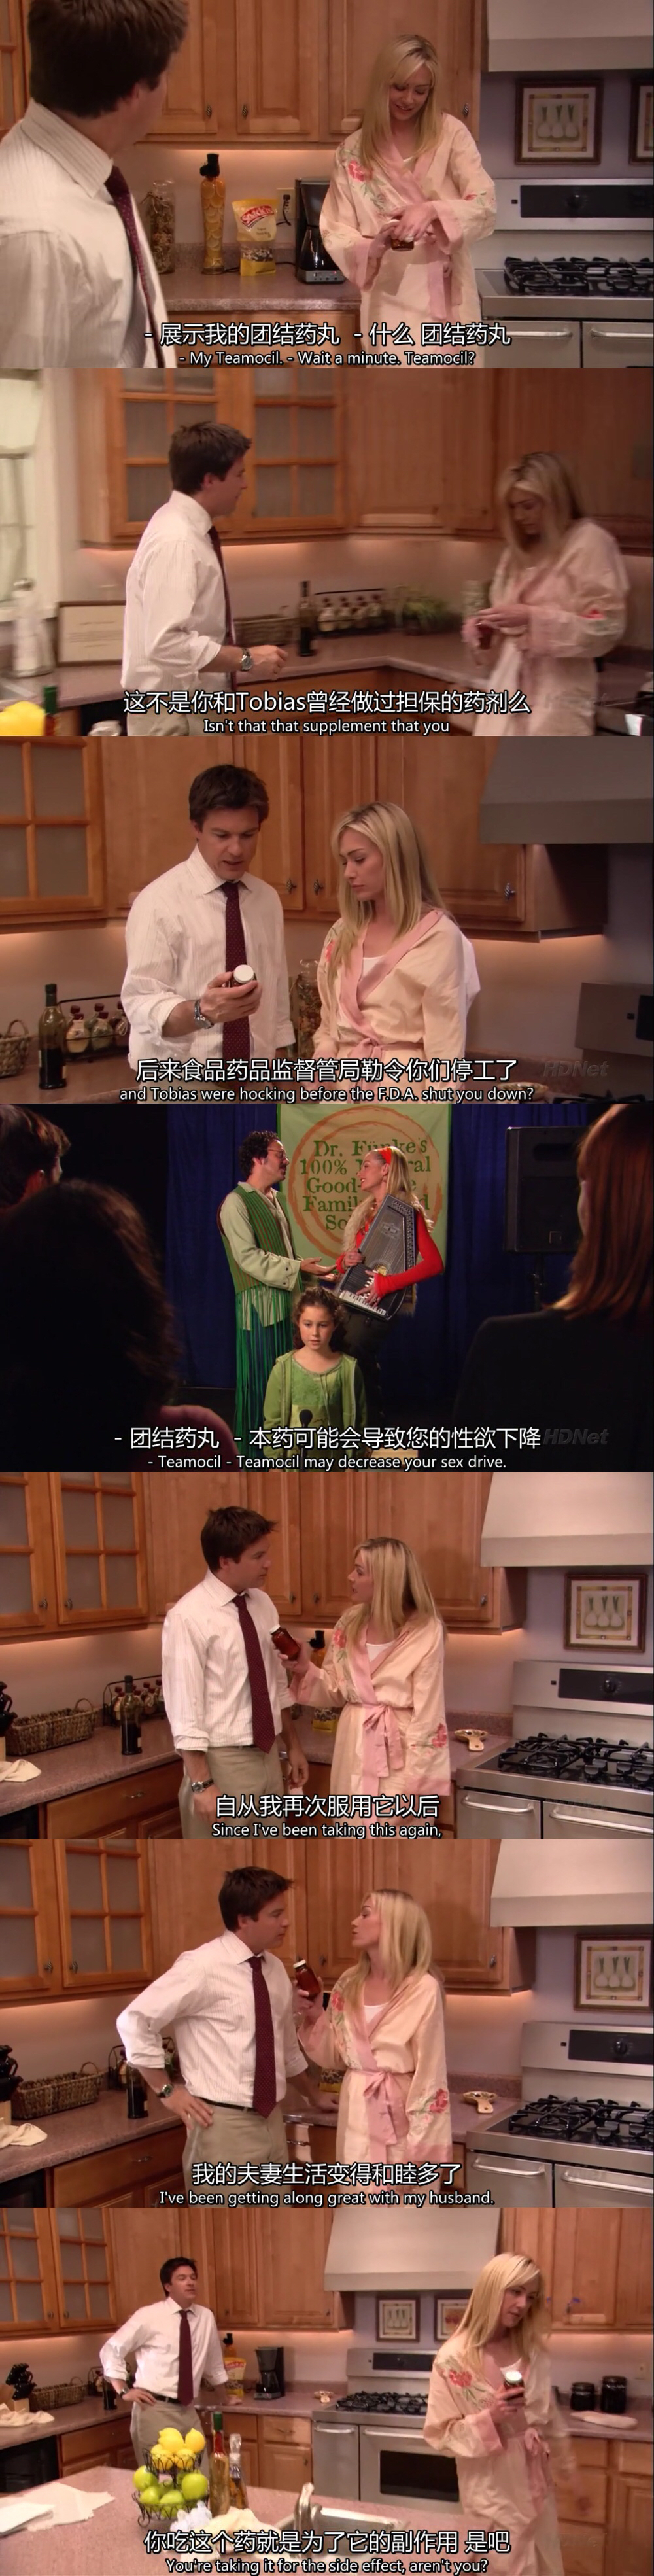 - 展示我的团结药丸 - 什么 团结药丸
- My Teamocil. - Wait a minute. Teamocil?
这不是你和Tobias曾经做过担保的药剂么
Isn't that that supplement that you
后来食品药品监督管局勒令你们停工了
HDNet
and Tobias were hocking before the F.D.A. shut you down?
Dr. Fünke's
100%
Good-
Family
- 团结药丸 - 本药可能会导致您的性欲下降
HDNet
- Teamocil - Teamocil may decrease your sex drive.
自从我再次服用它以后
Since I've been taking this again,
我的夫妻生活变得和睦多了
I've been getting along great with my husband.
你吃这个药就是为了它的副作用 是吧
You're taking it for the side effect, aren't you?